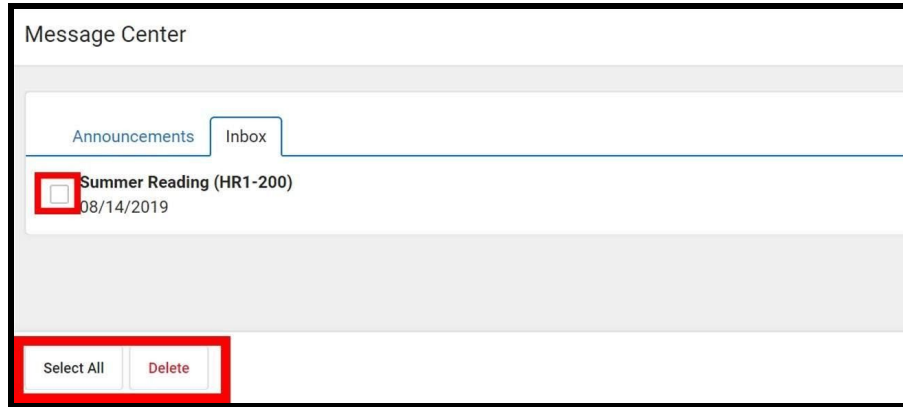 Message Center
Announcements Inbox
Summer Reading (HR1-200)
08/14/2019
Select All Delete